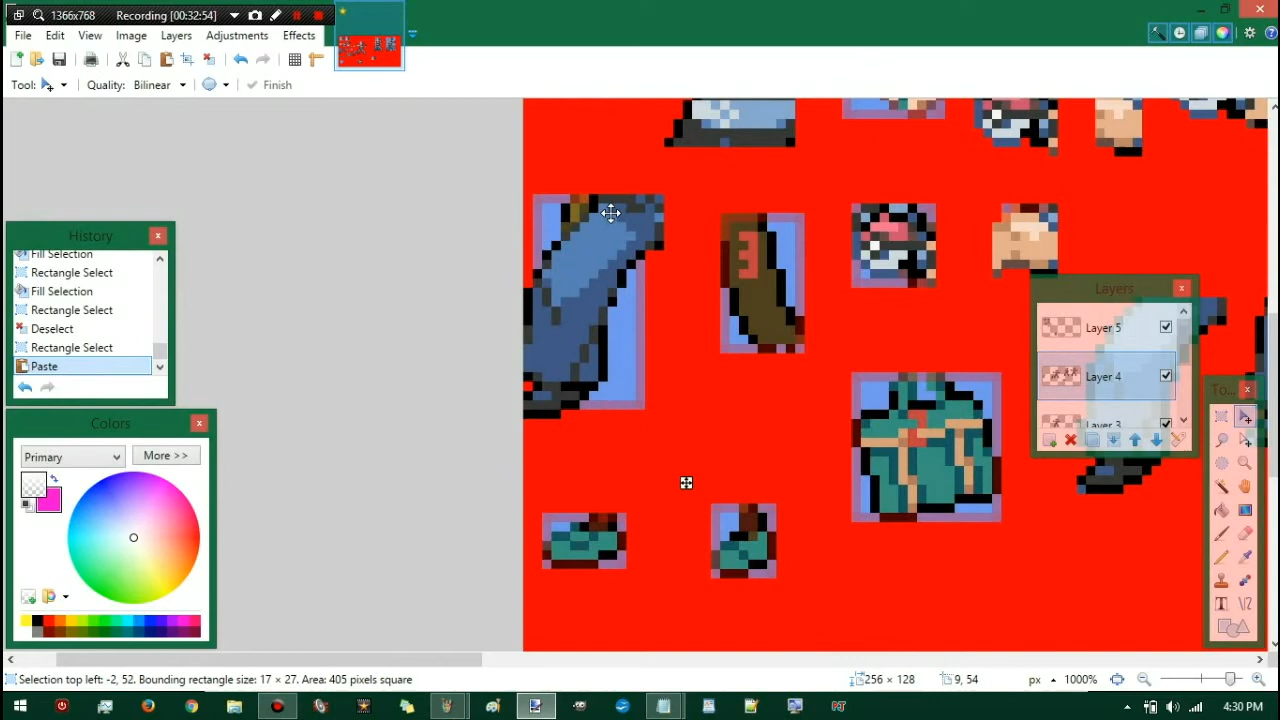 1366x768 Recording [00:32:54]
File Edit View Image Layers Adjustments Effects
Tool: Quality: Bilinear Finish
History
Fill Selection
Rectangle Select
Fill Selection
Rectangle Select
Deselect
Rectangle Select
Paste
Colors
Primary More >>
3
Layers
Layer 5
Layer 4
Layer 3
To...
Selection top left: -2, 52. Bounding rectangle size: 17 × 27. Area: 405 pixels square 256 × 128 9, 54 px 1000%
4:30 PM